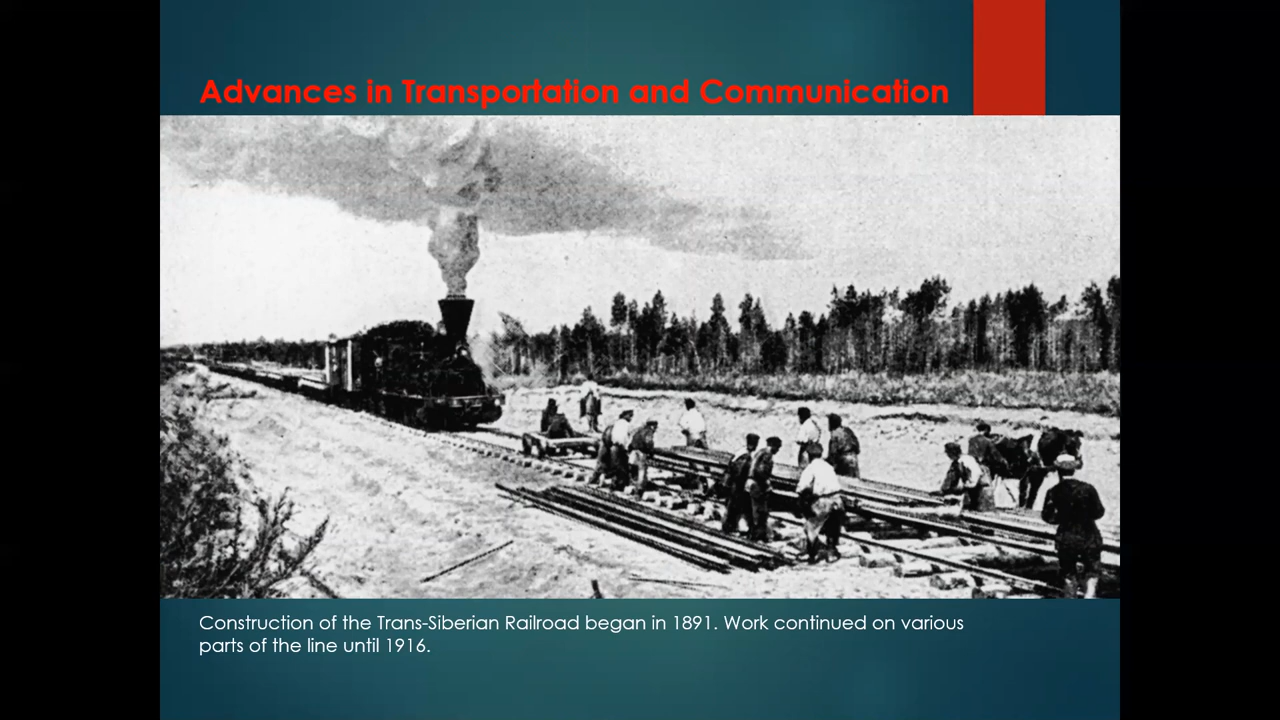 Advances in Transportation and Communication
Construction of the Trans-Siberian Railroad began in 1891. Work continued on various
parts of the line until 1916.